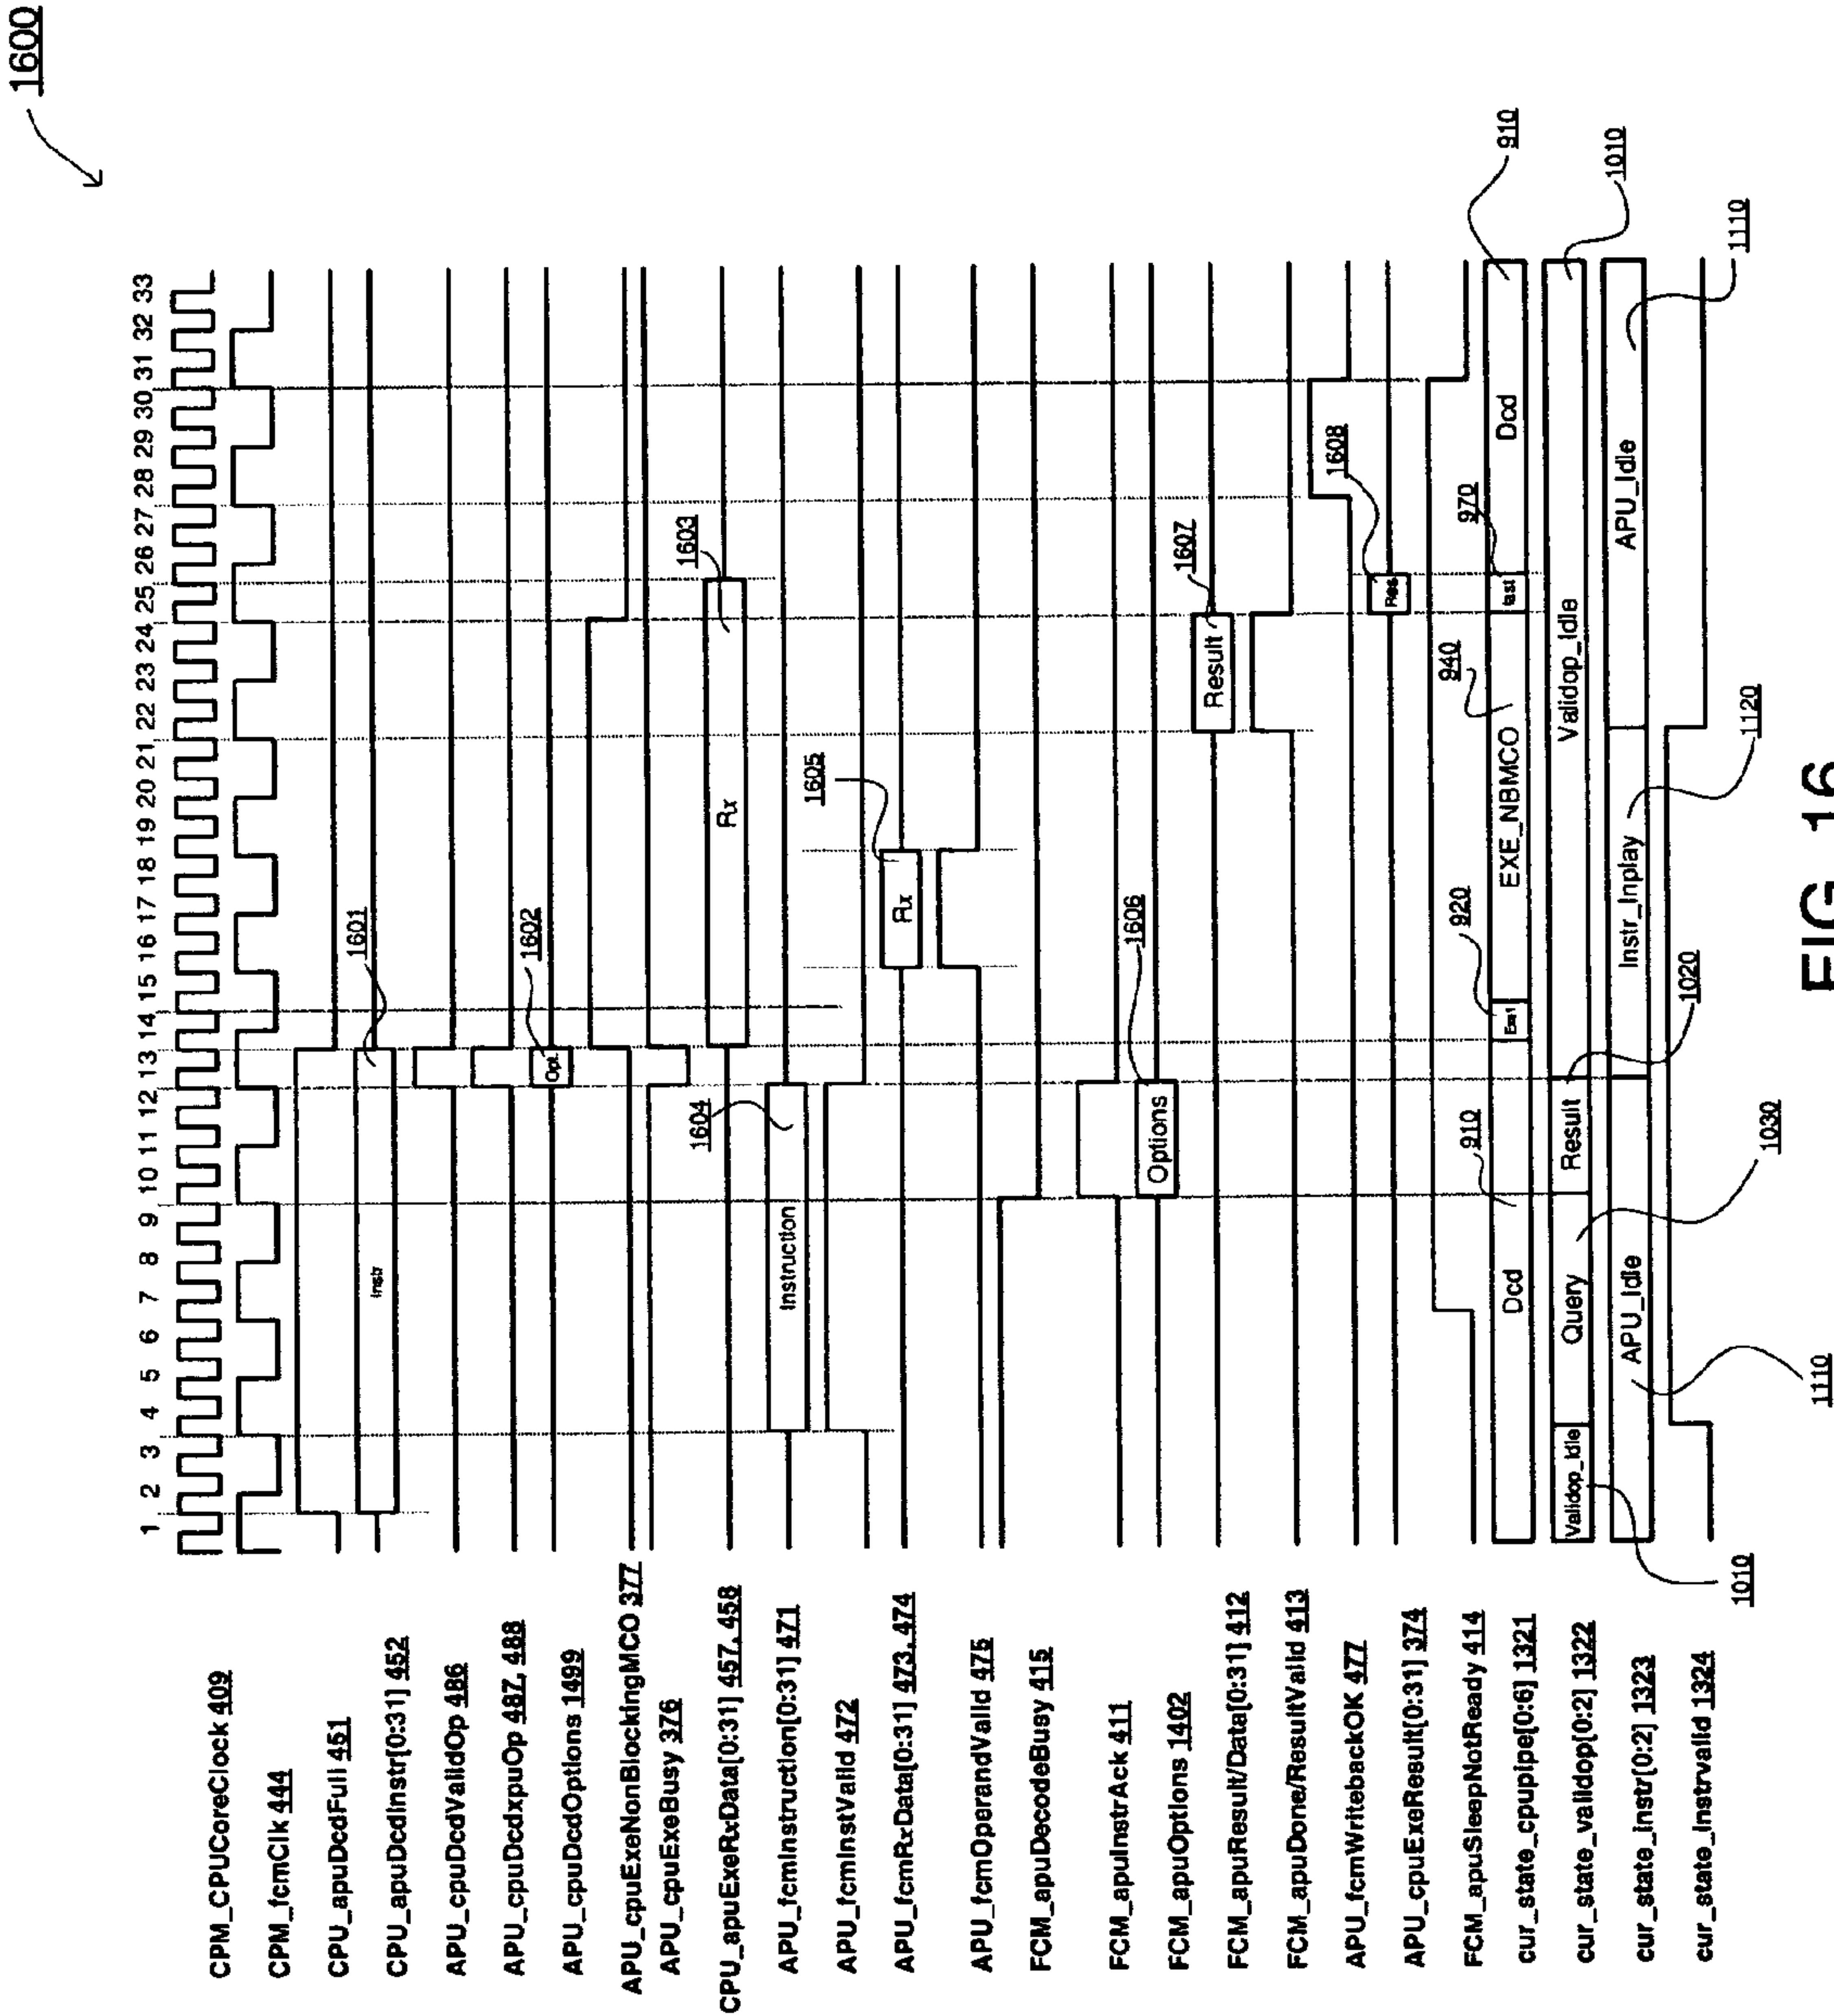 1600
1 2 3 4 5 6 7 8 9 10 11 12 13 14 15 16 17 18 19 20 21 22 23 24 25 26 27 28 29 30 31 32 33
CPM_CPUCoreClock 409
CPM_fcmClk 444
CPU_apuDcdFull 451
CPU_apuDcdInstr[0:31] 452
Instr
1601
APU_cpuDcdValidOp 486
APU_cpuDcdxpuOp 487, 488
APU_cpuDcdOptions 1499
Opt.
1602
APU_cpuExeNonBlockingMCO 377
APU_cpuExeBusy 376
CPU_apuExeRxData[0:31] 457, 458
Rx
1603
APU_fcmInstruction[0:31] 471
Instruction
1604
APU_fcmInstValid 472
APU_fcmRxData[0:31] 473, 474
Rx
1605
APU_fcmOperandValid 475
FCM_apuDecodeBusy 415
FCM_apuInstrAck 411
FCM_apuOptions 1402
Options
1606
FCM_apuResult/Data[0:31] 412
Result
1607
FCM_apuDone/ResultValid 413
APU_fcmWritebackOK 477
APU_cpuExeResult[0:31] 374
Res
1608
FCM_apuSleepNotReady 414
cur_state_cpupipe[0:6] 1321
Dcd
910
Exe1
920
EXE_NBMCO
940
last
970
Dcd
910
cur_state_validop[0:2] 1322
Validop_Idle
1010
Query
1030
Result
1020
Validop_Idle
1010
cur_state_instr[0:2] 1323
APU_Idle
1110
Instr_Inplay
1120
APU_Idle
1110
cur_state_instrvalid 1324
FIG. 16